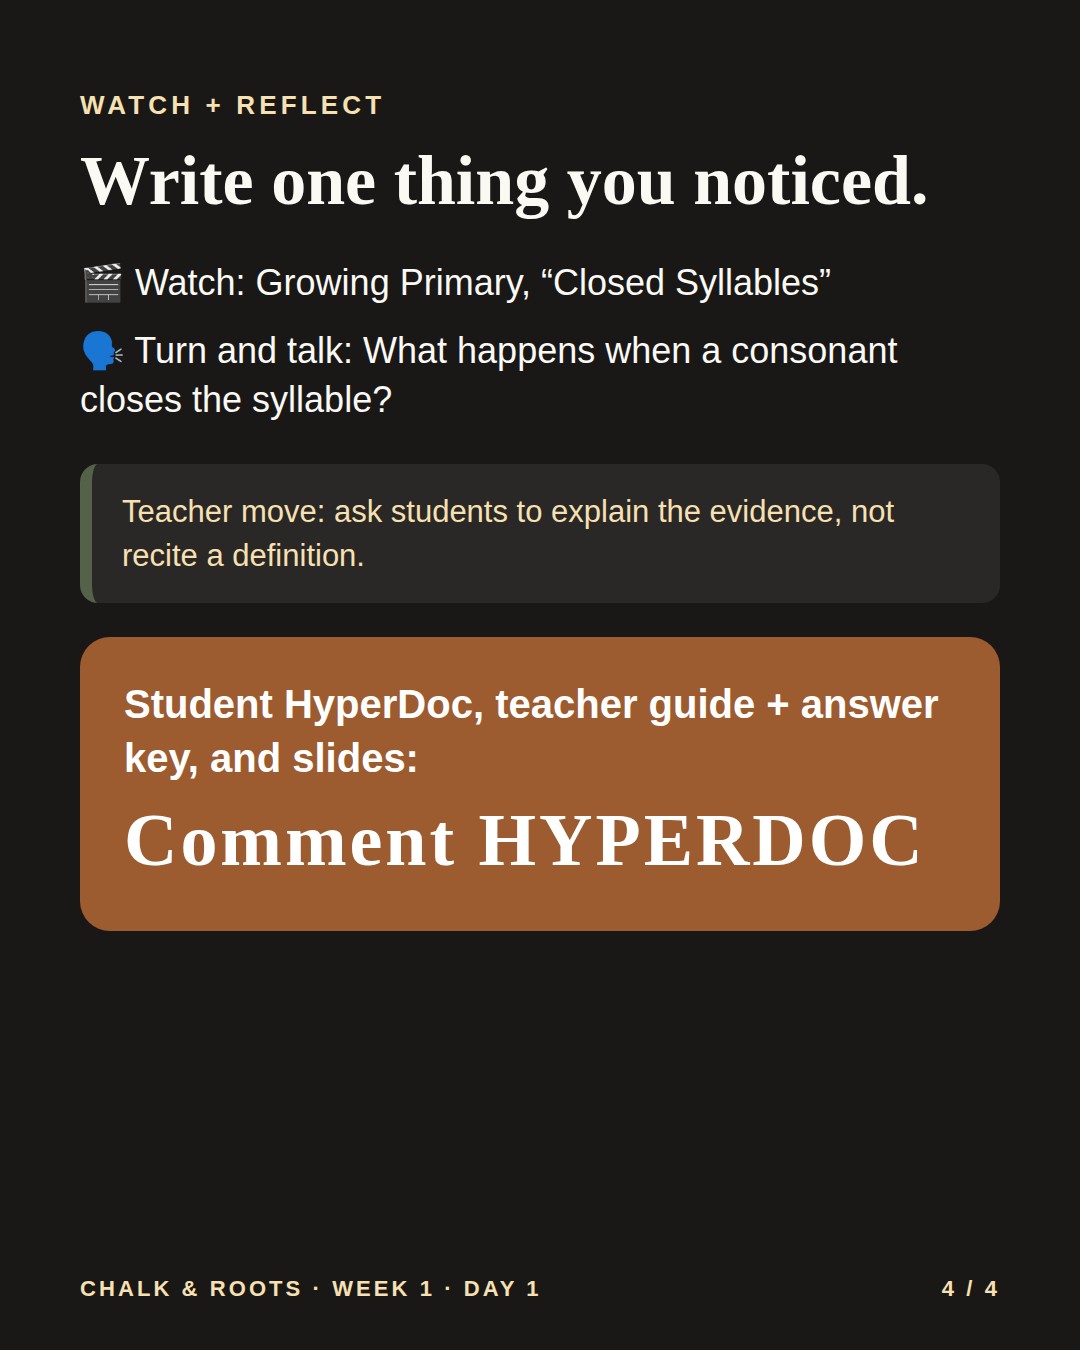 WATCH + REFLECT
Write one thing you noticed.
🎬 Watch: Growing Primary, “Closed Syllables”
🗣️ Turn and talk: What happens when a consonant
closes the syllable?
Teacher move: ask students to explain the evidence, not
recite a definition.
Student HyperDoc, teacher guide + answer
key, and slides:
Comment HYPERDOC
CHALK & ROOTS · WEEK 1 · DAY 1
4 / 4